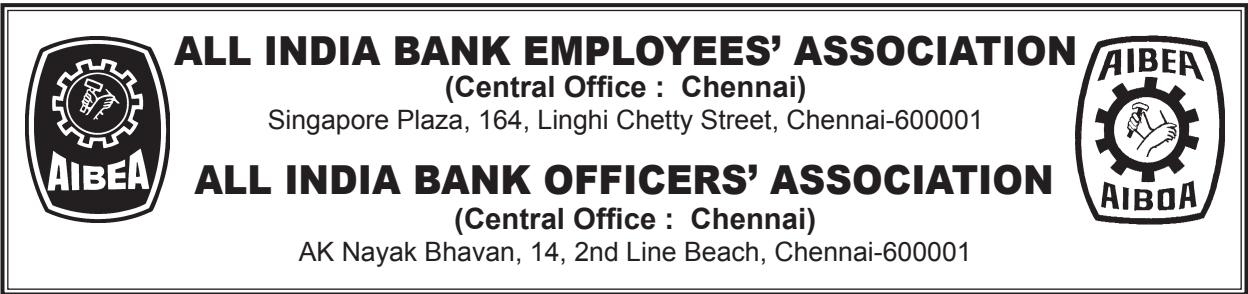 ALL INDIA BANK EMPLOYEES’ ASSOCIATION
(Central Office : Chennai)
Singapore Plaza, 164, Linghi Chetty Street, Chennai-600001
AIBEA
AIBEA
ALL INDIA BANK OFFICERS’ ASSOCIATION
AIBOA
(Central Office : Chennai)
AK Nayak Bhavan, 14, 2nd Line Beach, Chennai-600001